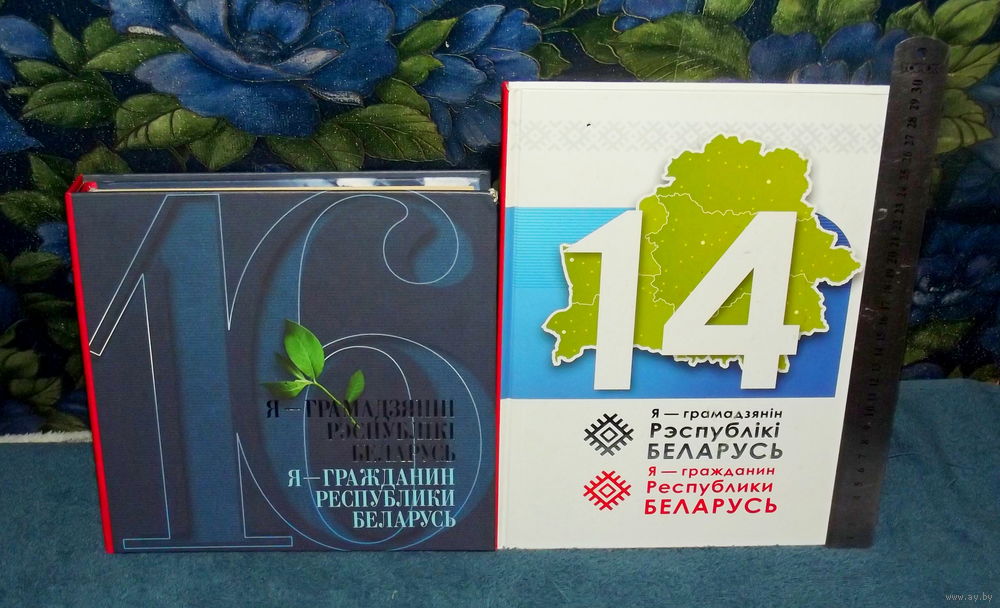 16
Я — ГРАМАДЗЯНІН
РЭСПУБЛІКІ
БЕЛАРУСЬ
Я — ГРАЖДАНИН
РЕСПУБЛИКИ
БЕЛАРУСЬ
14
Я — грамадзянін
Рэспублікі
БЕЛАРУСЬ
Я — гражданин
Республики
БЕЛАРУСЬ
www.ay.by